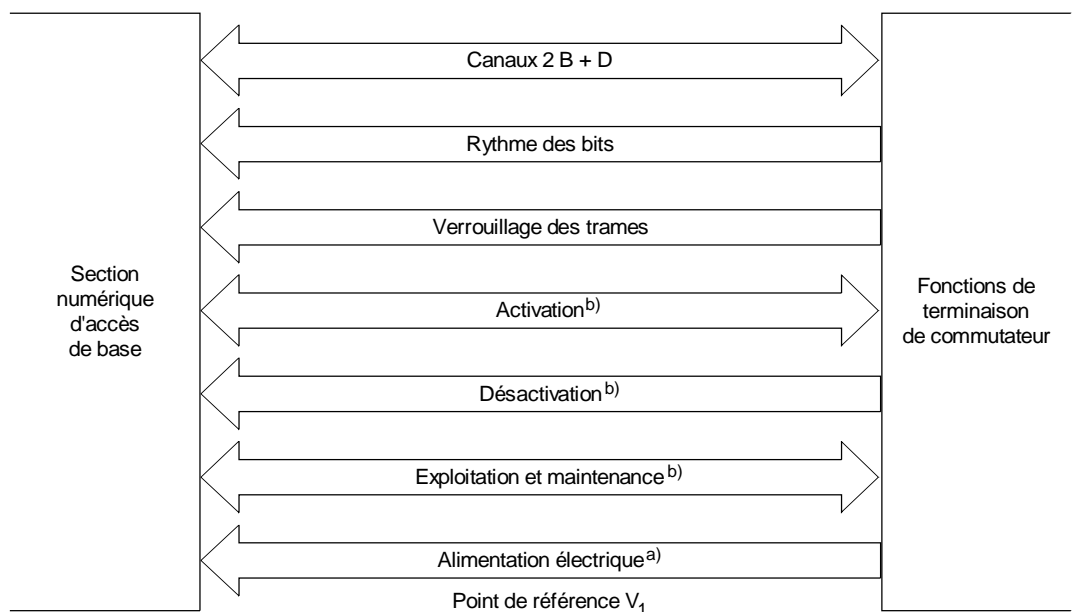 Canaux 2 B + D
Rythme des bits
Verrouillage des trames
Section
numérique
d'accès
de base
Activation b)
Fonctions de
terminaison
de commutateur
Désactivation b)
Exploitation et maintenance b)
Alimentation électrique a)
Point de référence V1